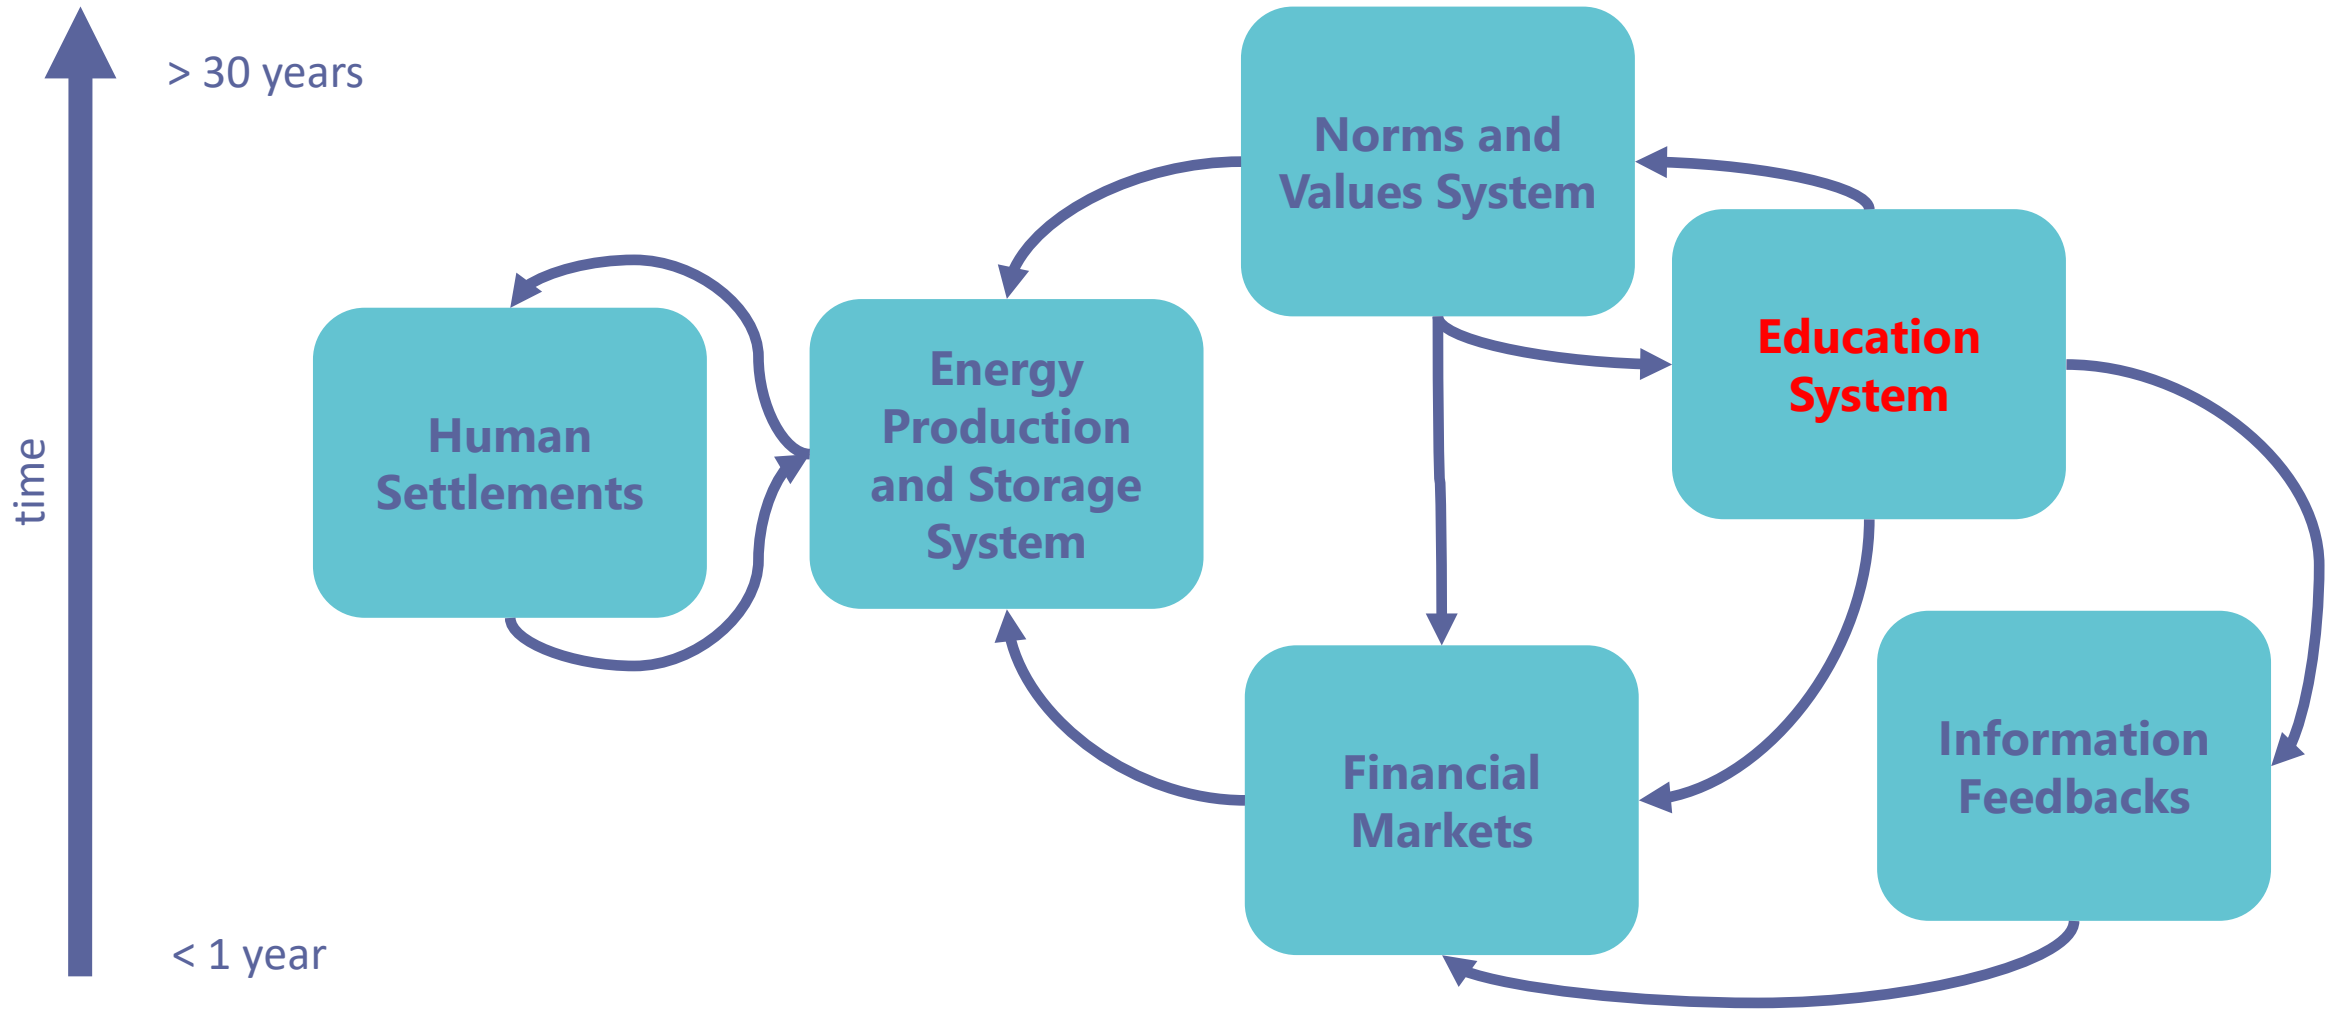 > 30 years
Norms and
Values System
Education
System
Energy
Production
and Storage
System
Human
Settlements
time
Information
Feedbacks
Financial
Markets
< 1 year